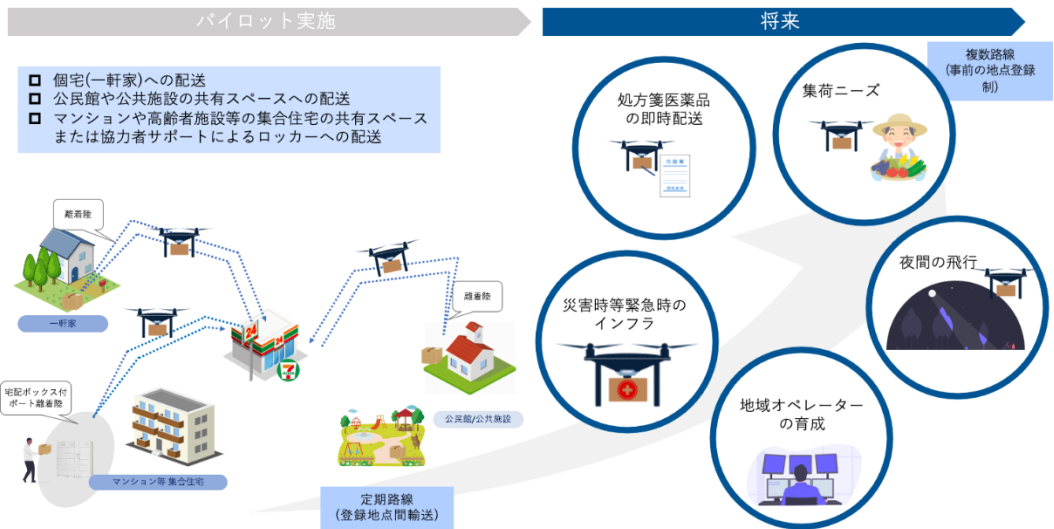 パイロット実施
将来
個宅(一軒家)への配送
公民館や公共施設の共有スペースへの配送
マンションや高齢者施設等の集合住宅の共有スペース
または協力者サポートによるロッカーへの配送
離着陸
一軒家
宅配ボックス付
ポート離着陸
マンション等 集合住宅
24
24
7
離着陸
公民館/公共施設
定期路線
(登録地点間輸送)
処方箋医薬品
の即時配送
集荷ニーズ
複数路線
(事前の地点登録
制)
災害時等緊急時の
インフラ
夜間の飛行
地域オペレーター
の育成